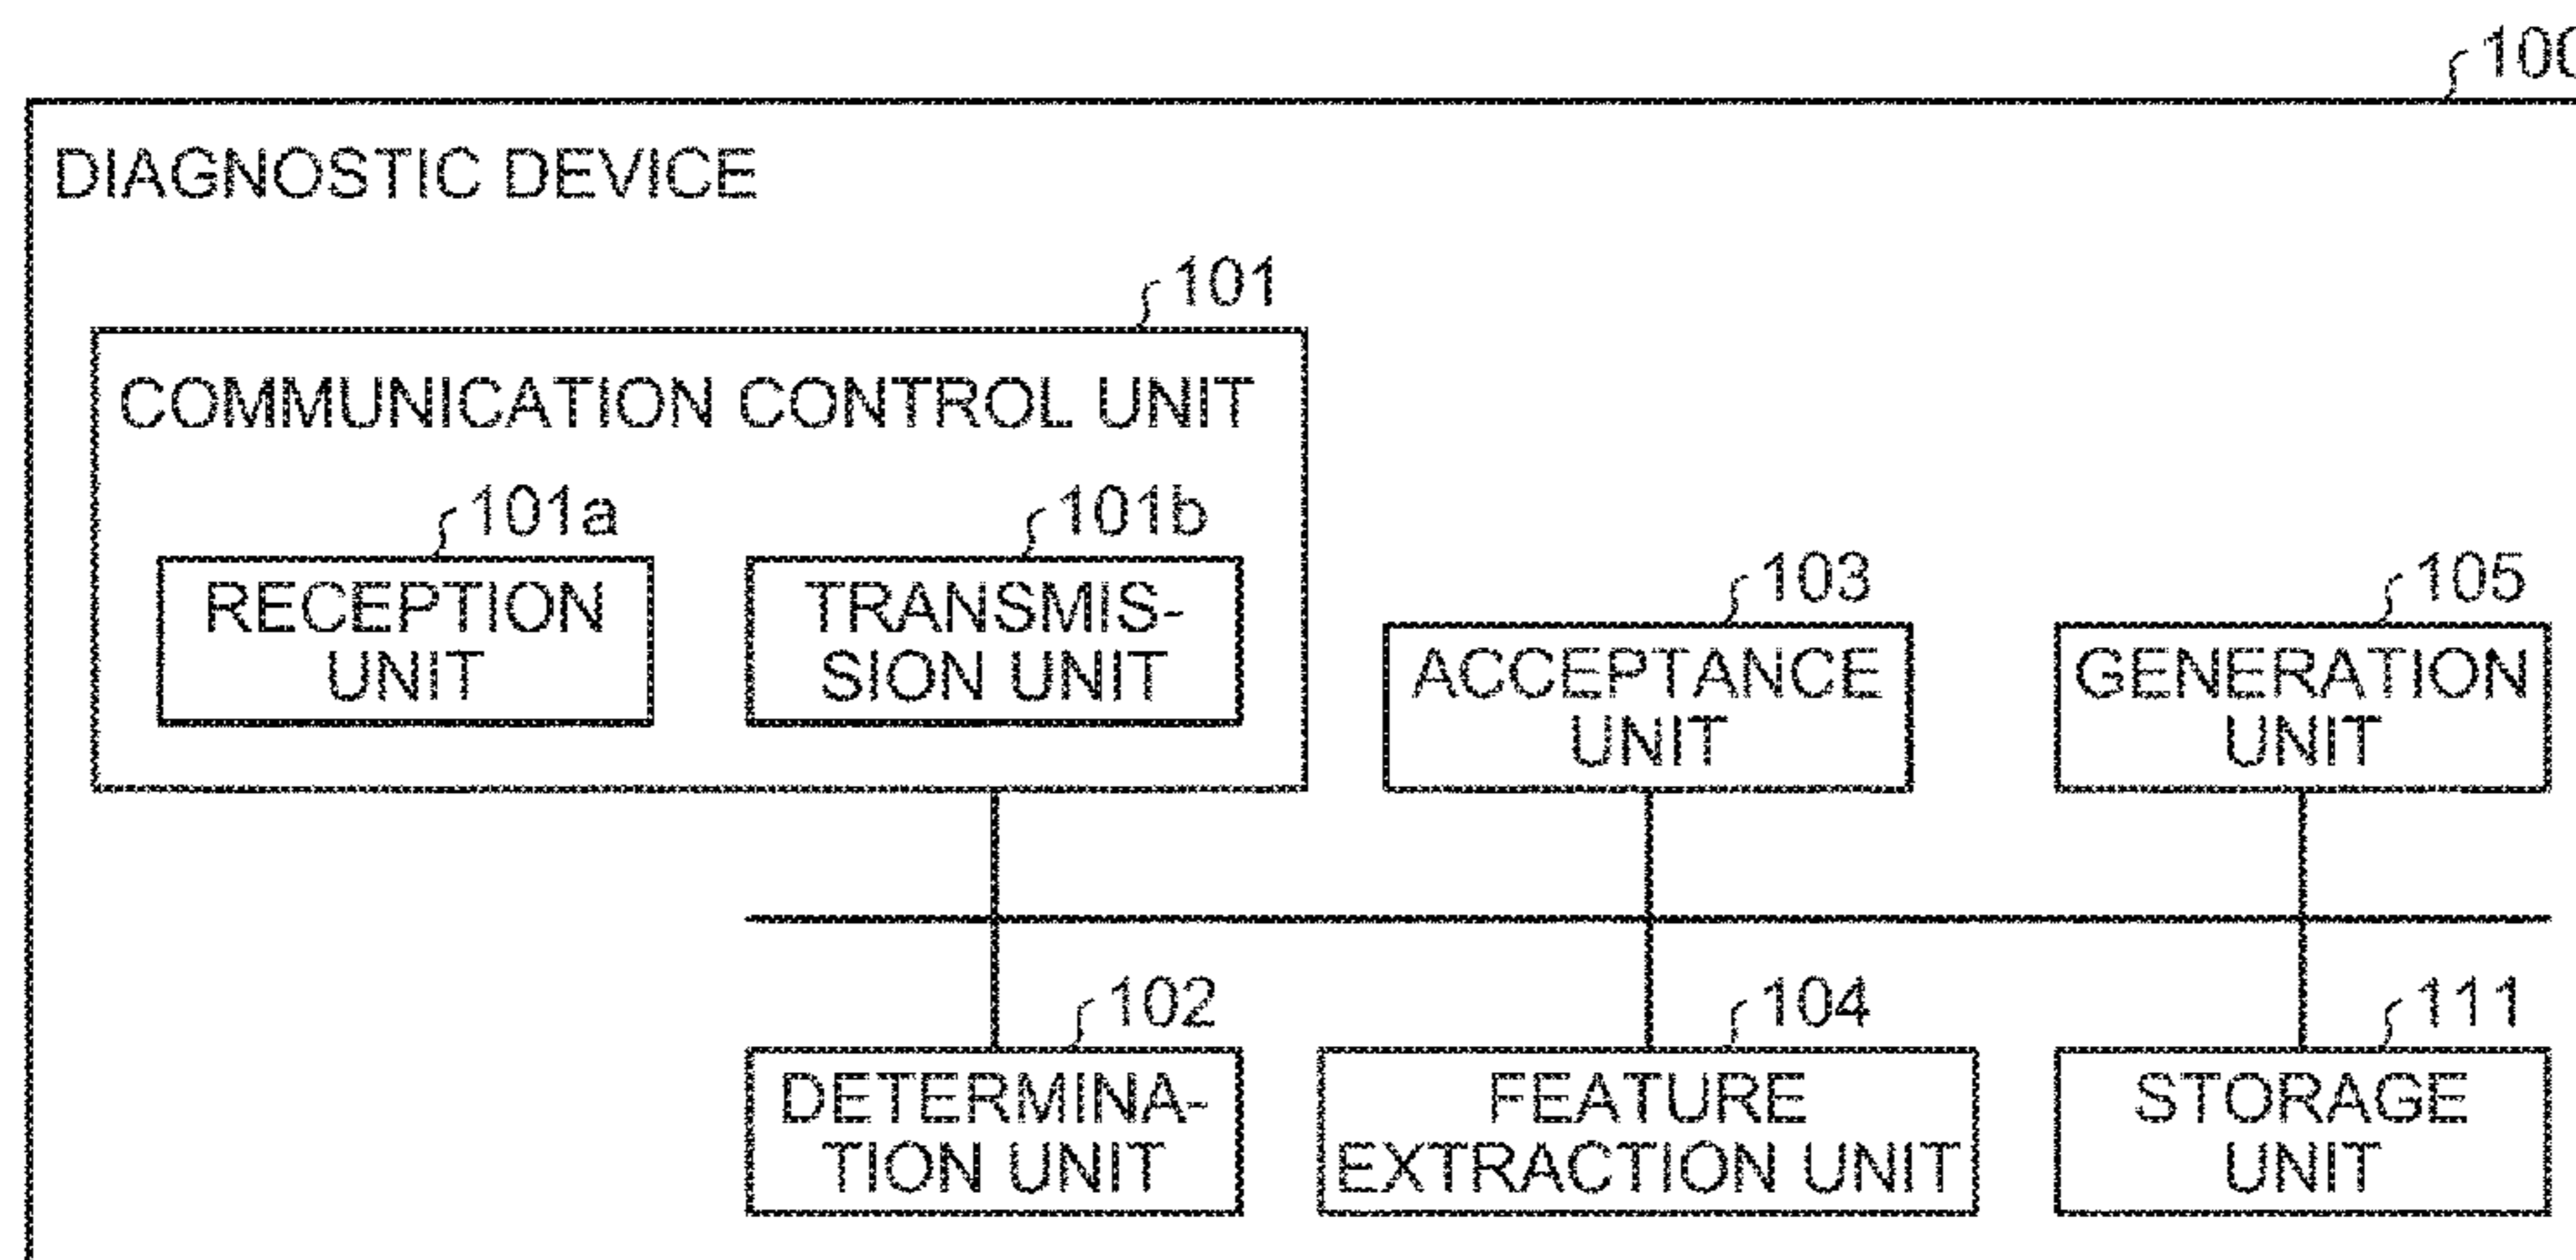 100
DIAGNOSTIC DEVICE
101
COMMUNICATION CONTROL UNIT
101a
101b
RECEPTION
UNIT
TRANSMIS-
SION UNIT
103
ACCEPTANCE
UNIT
105
GENERATION
UNIT
102
DETERMINA-
TION UNIT
104
FEATURE
EXTRACTION UNIT
111
STORAGE
UNIT